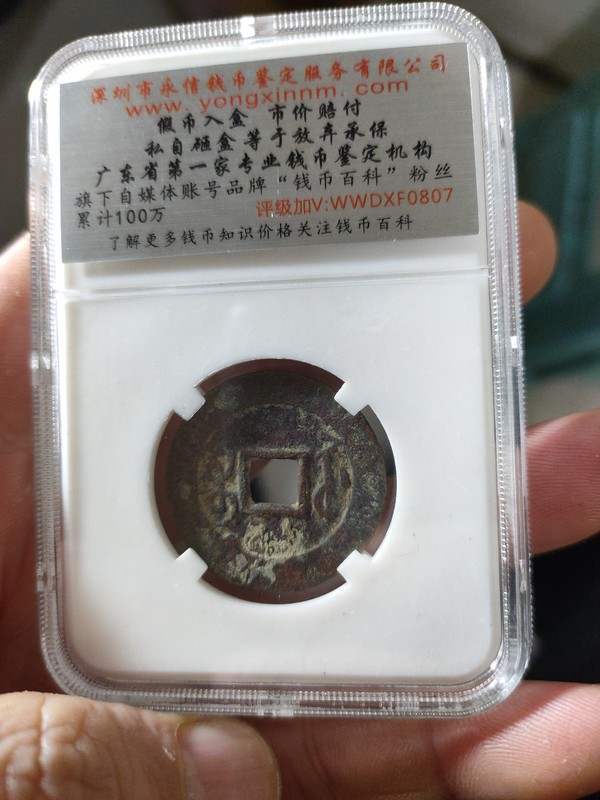 深圳市永信钱币鉴定服务有限公司
www.yongxinnm.com
假币入盒 市价赔付
私自砸盒等于放弃承保
广东省第一家专业钱币鉴定机构
旗下自媒体账号品牌“钱币百科”粉丝
累计100万 评级加V:WWDXF0807
了解更多钱币知识价格关注钱币百科